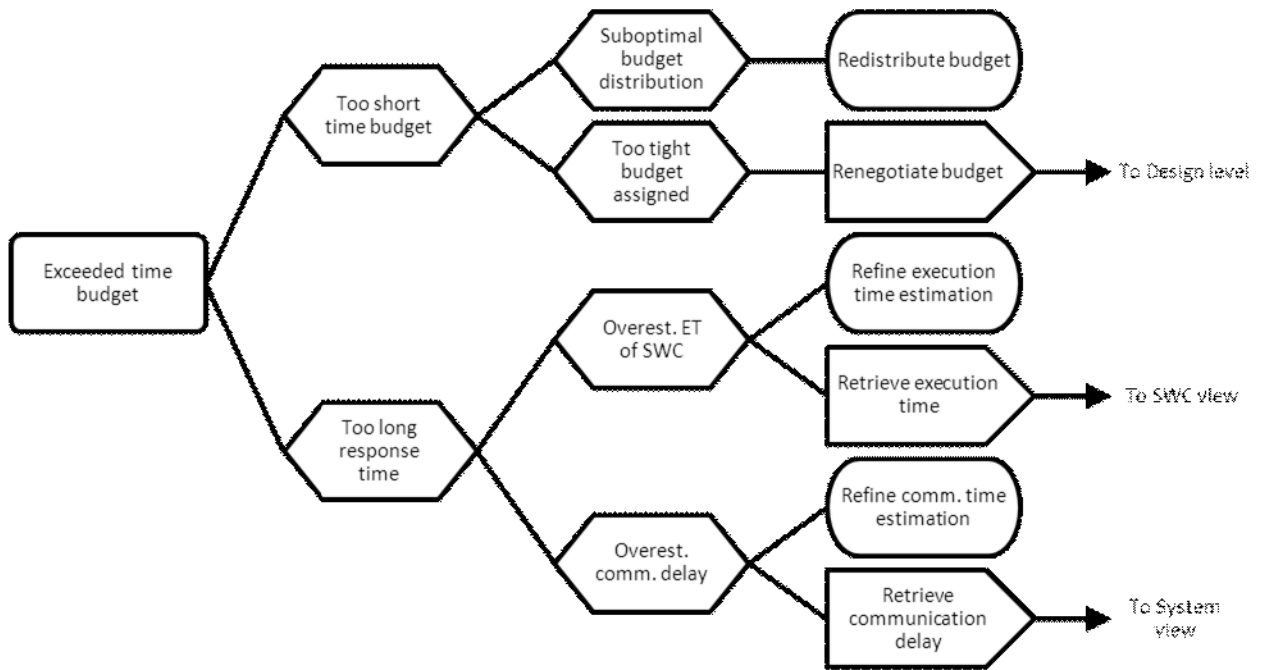 Suboptimal
budget
distribution
Redistribute budget
Too short
time budget
Too tight
budget
assigned
Renegotiate budget
To Design level
Exceeded time
budget
Refine execution
time estimation
Overest. ET
of SWC
Retrieve execution
time
To SWC view
Too long
response
time
Refine comm. time
estimation
Overest.
comm. delay
Retrieve
communication
delay
To System
view